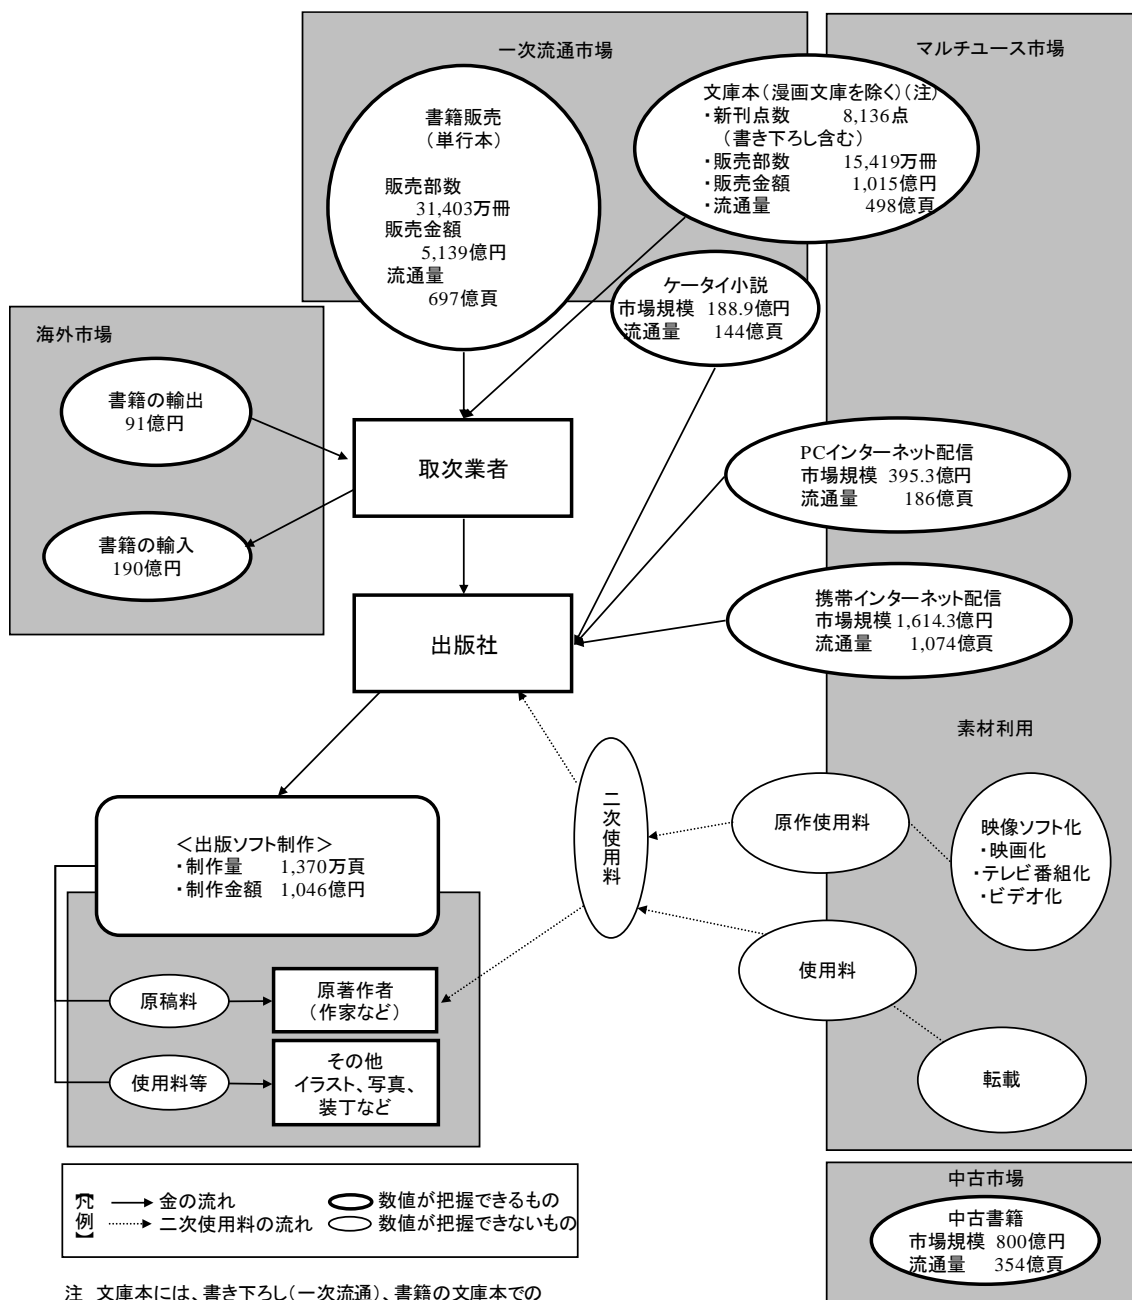 一次流通市場
マルチユース市場
書籍販売
(単行本)
販売部数
31,403万冊
販売金額
5,139億円
流通量
697億頁
文庫本(漫画文庫を除く)(注)
・新刊点数 8,136点
(書き下ろし含む)
・販売部数 15,419万冊
・販売金額 1,015億円
・流通量 498億頁
ケータイ小説
市場規模 188.9億円
流通量 144億頁
海外市場
書籍の輸出
91億円
書籍の輸入
190億円
取次業者
出版社
PCインターネット配信
市場規模 395.3億円
流通量 186億頁
携帯インターネット配信
市場規模 1,614.3億円
流通量 1,074億頁
素材利用
二次使用料
原作使用料
映像ソフト化
・映画化
・テレビ番組化
・ビデオ化
使用料
転載
<出版ソフト制作>
・制作量 1,370万頁
・制作金額 1,046億円
原稿料
原著作者
(作家など)
使用料等
その他
イラスト、写真、
装丁など
【凡例】
金の流れ
数値が把握できるもの
二次使用料の流れ
数値が把握できないもの
中古市場
中古書籍
市場規模 800億円
流通量 354億頁
注 文庫本には、書き下ろし(一次流通)、書籍の文庫本での